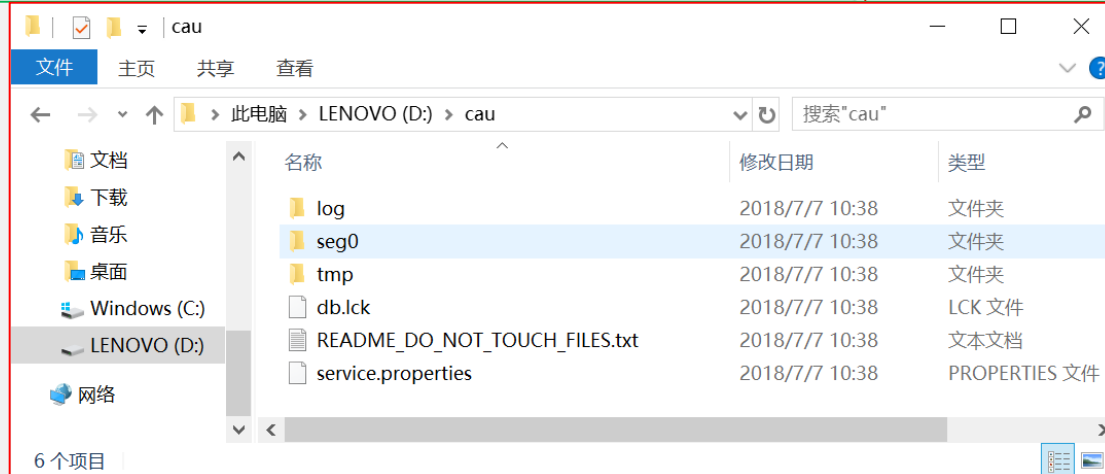 cau
文件 主页 共享 查看
此电脑 LENOVO (D:) cau 搜索"cau"
文档 名称 修改日期 类型
下载 log 2018/7/7 10:38 文件夹
音乐 seg0 2018/7/7 10:38 文件夹
桌面 tmp 2018/7/7 10:38 文件夹
Windows (C:) db.lck 2018/7/7 10:38 LCK 文件
LENOVO (D:) README_DO_NOT_TOUCH_FILES.txt 2018/7/7 10:38 文本文档
网络 service.properties 2018/7/7 10:38 PROPERTIES 文件
6 个项目